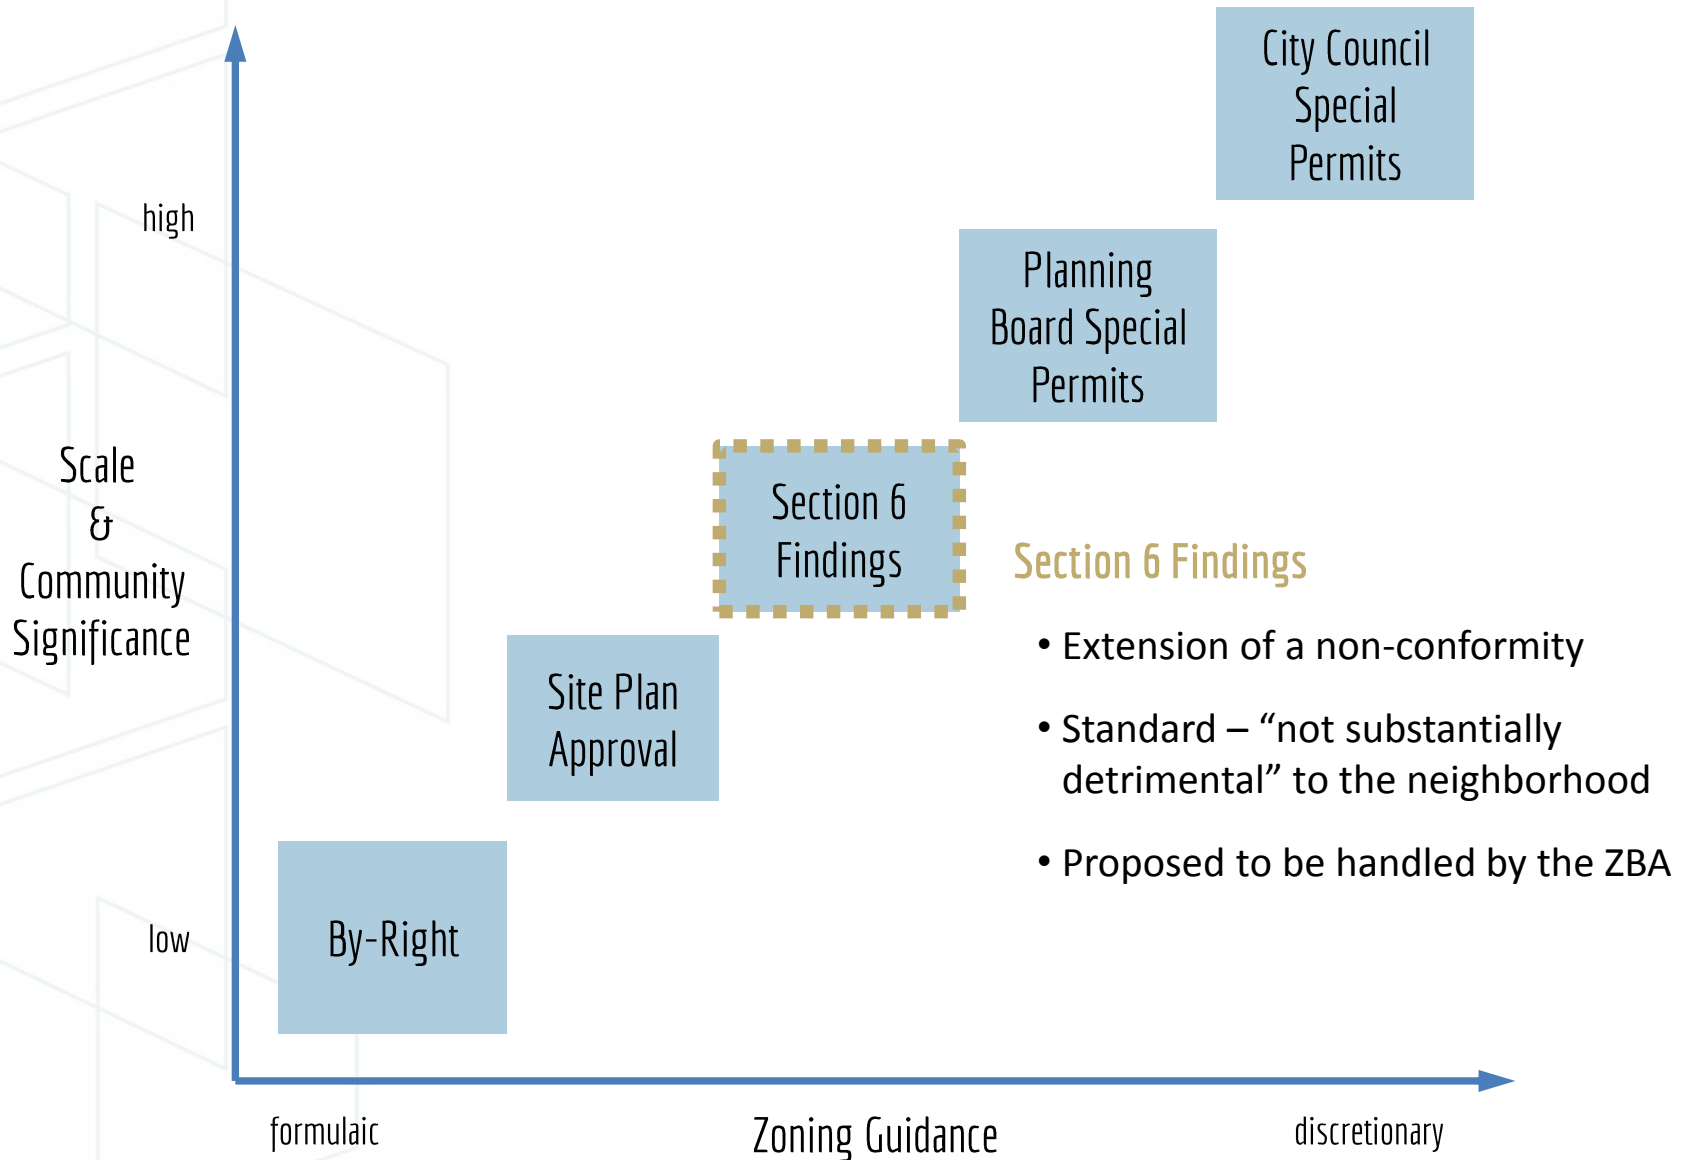 City Council
Special
Permits
high
Planning
Board Special
Permits
Scale
&
Community
Significance
Section 6
Findings
Section 6 Findings
• Extension of a non-conformity
• Standard – “not substantially
detrimental” to the neighborhood
• Proposed to be handled by the ZBA
Site Plan
Approval
low
By-Right
formulaic
Zoning Guidance
discretionary